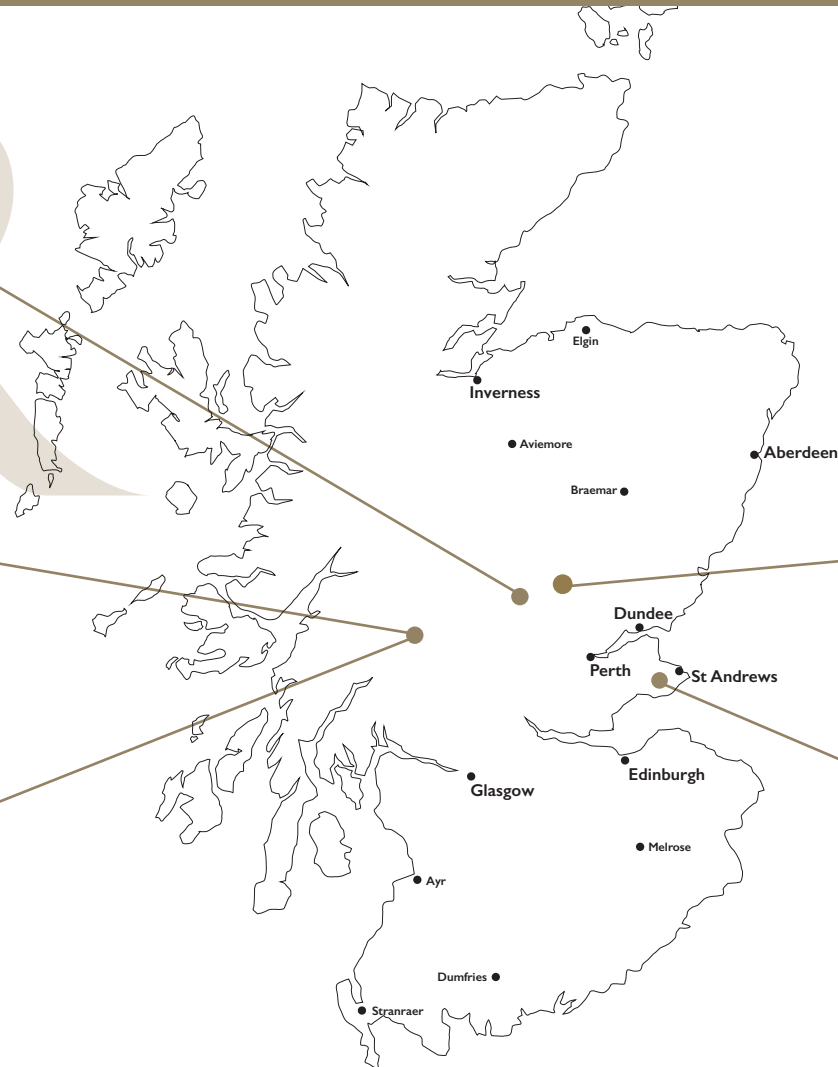 Elgin
Inverness
Aviemore
Aberdeen
Braemar
Dundee
Perth
St Andrews
Edinburgh
Glasgow
Melrose
Ayr
Dumfries
Stranraer